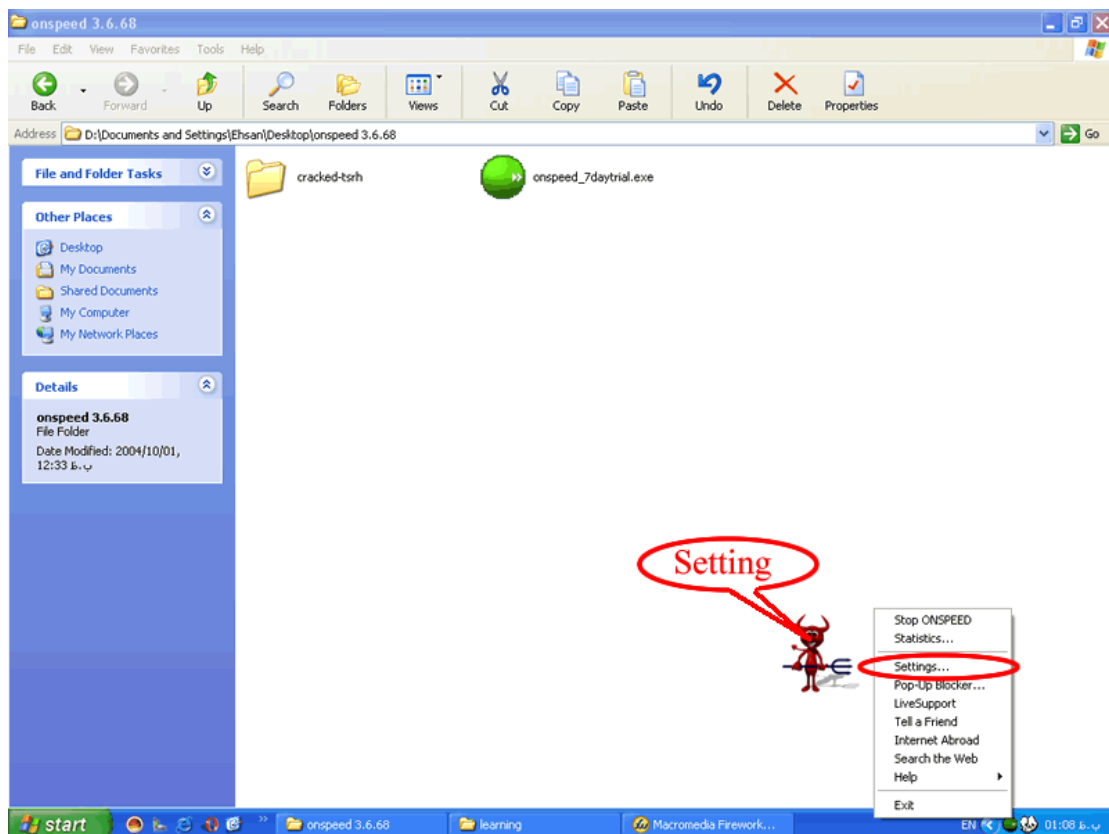 onspeed 3.6.68
File Edit View Favorites Tools Help
Back Forward Up Search Folders Views Cut Copy Paste Undo Delete Properties
Address D:\Documents and Settings\Ehsan\Desktop\onspeed 3.6.68 Go
File and Folder Tasks
Other Places
Desktop
My Documents
Shared Documents
My Computer
My Network Places
Details
onspeed 3.6.68
File Folder
Date Modified: 2004/10/01,
12:33 ب.ظ
cracked-tsrh
onspeed_7daytrial.exe
Setting
Stop ONSPEED
Statistics...
Settings...
Pop-Up Blocker...
LiveSupport
Tell a Friend
Internet Abroad
Search the Web
Help
Exit
start onspeed 3.6.68 learning Macromedia Firework... EN 01:08 ب.ظ